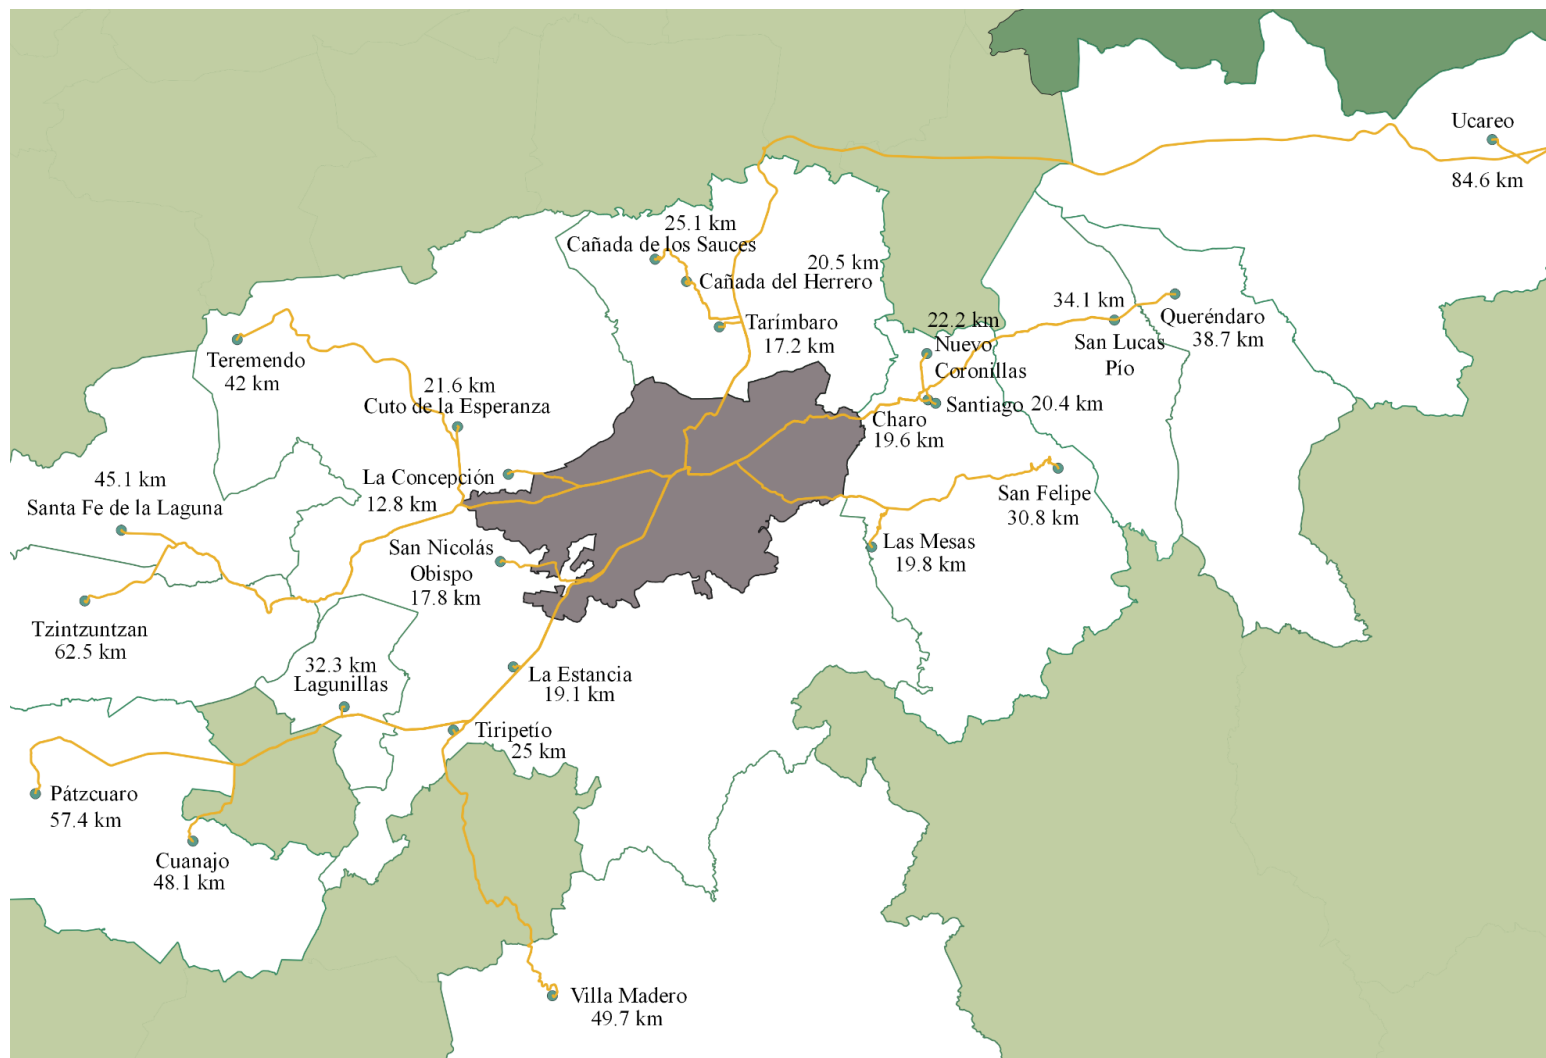 Ucareo
84.6 km
25.1 km
Cañada de los Sauces
20.5 km
Cañada del Herrero
Tarímbaro
17.2 km
34.1 km
San Lucas
Pío
Queréndaro
38.7 km
22.2 km
Nuevo
Coronillas
Santiago 20.4 km
Charo
19.6 km
Teremendo
42 km
21.6 km
Cuto de la Esperanza
La Concepción
12.8 km
45.1 km
Santa Fe de la Laguna
San Felipe
30.8 km
Las Mesas
19.8 km
San Nicolás
Obispo
17.8 km
Tzintzuntzan
62.5 km
32.3 km
Lagunillas
La Estancia
19.1 km
Tiripetío
25 km
Pátzcuaro
57.4 km
Cuanajo
48.1 km
Villa Madero
49.7 km